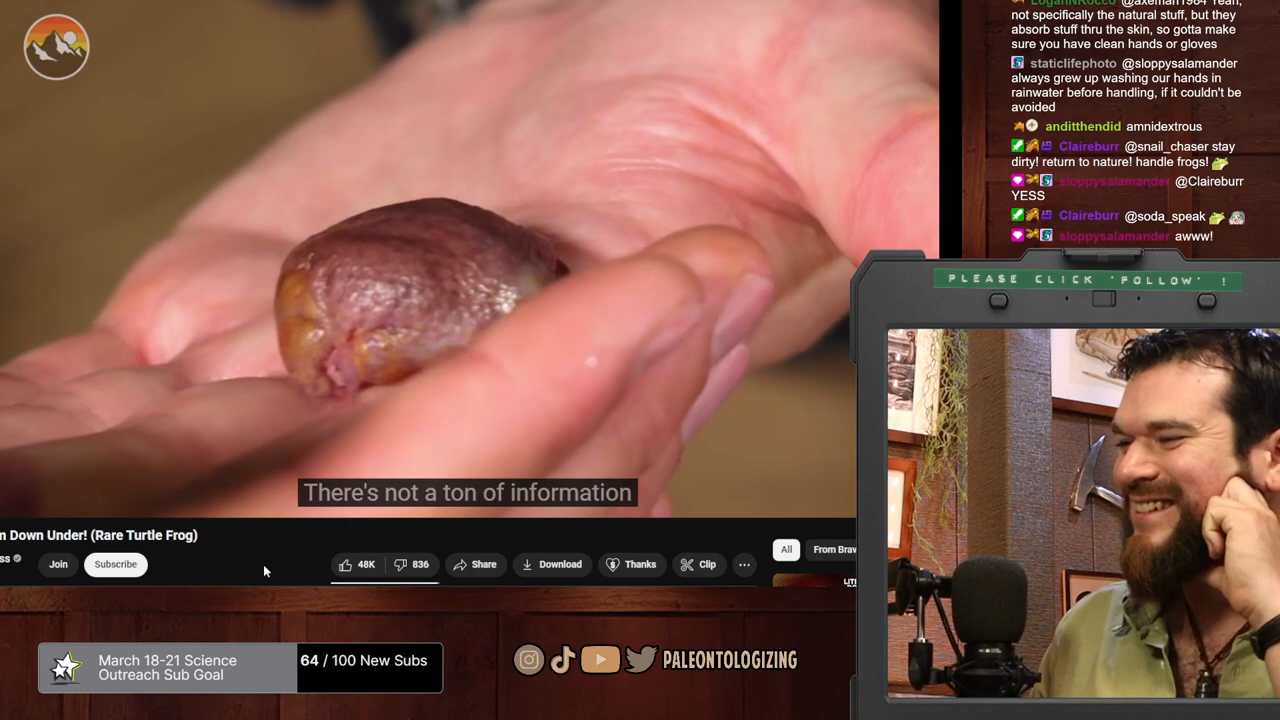 LoganNRocco @axeman1984 Yeah,
not specifically the natural stuff, but they
absorb stuff thru the skin, so gotta make
sure you have clean hands or gloves
staticlifephoto @sloppysalamander
always grew up washing our hands in
rainwater before handling, if it couldn't be
avoided
anditthendid amnidextrous
Claireburr @snail_chaser stay
dirty! return to nature! handle frogs!
sloppysalamander @Claireburr
YESS
Claireburr @soda_speak
sloppysalamander awww!
PLEASE CLICK 'FOLLOW' !
There's not a ton of information
m Down Under! (Rare Turtle Frog)
ss
Join
Subscribe
48K
836
Share
Download
Thanks
Clip
All
From Brav
March 18-21 Science
Outreach Sub Goal
64 / 100 New Subs
PALEONTOLOGIZING